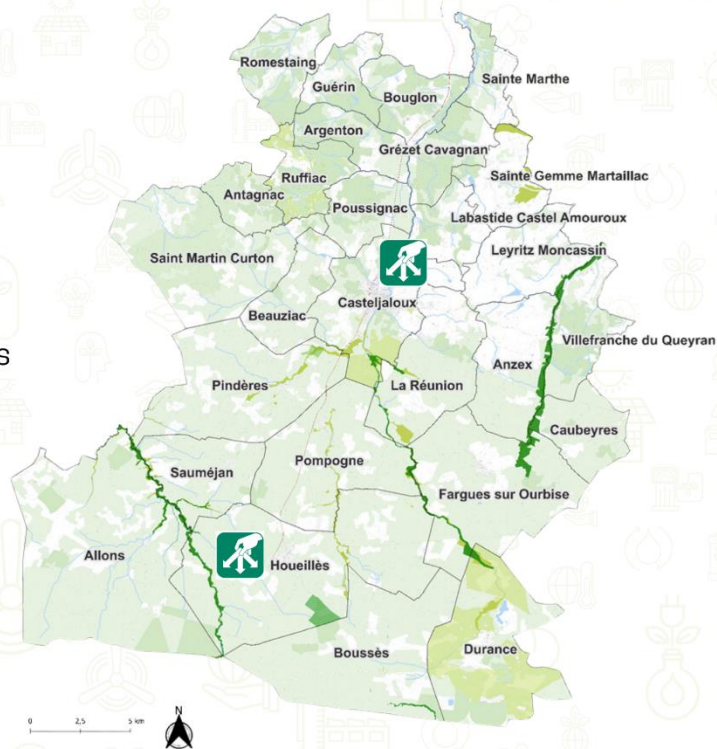 Romestaing
Sainte Marthe
Guérin
Bouglon
Argenton
Grézet Cavagnan
Ruffiac
Sainte Gemme Martaillac
Antagnac
Poussignac
Labastide Castel Amouroux
Leyritz Moncassin
Saint Martin Curton
Casteljaloux
Beauziac
Villefranche du Queyran
S
Anzex
Pindères
La Réunion
Caubeyres
Pompogne
Sauméjan
Fargues sur Ourbise
Allons
Houeillès
Boussès
Durance
0 2,5 5 km
N